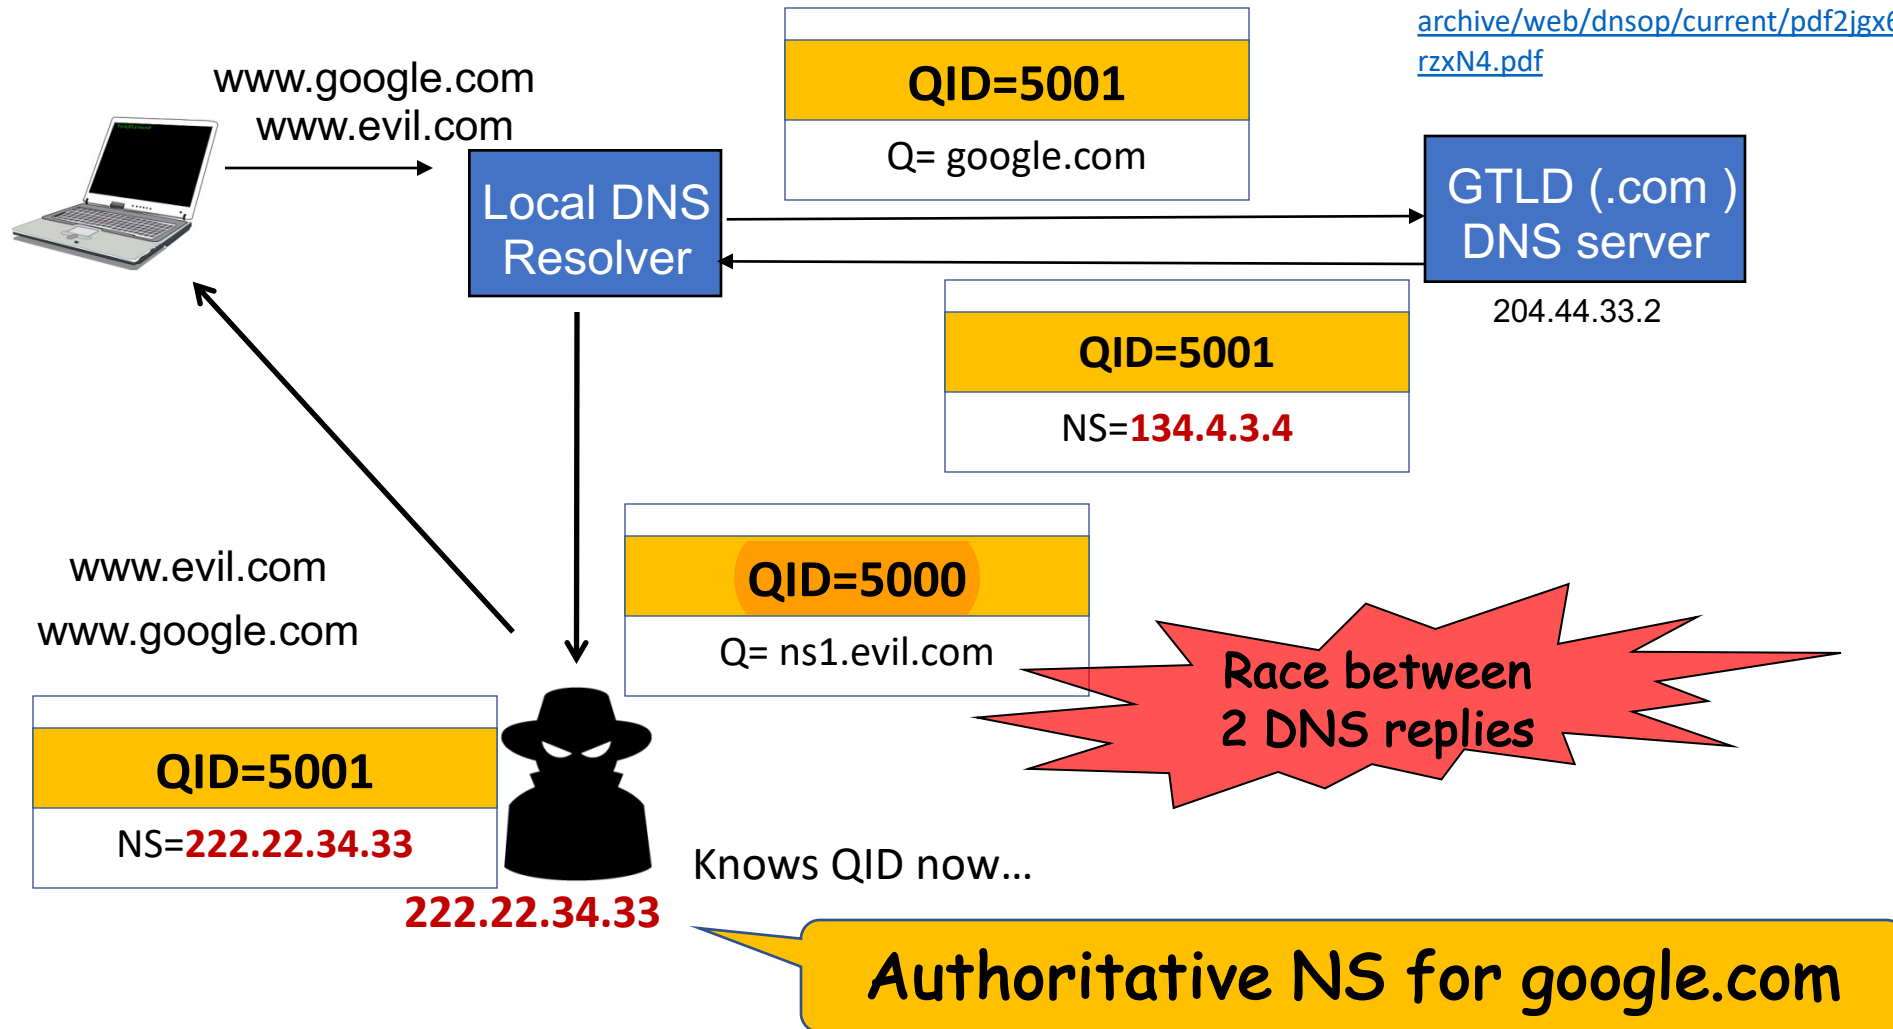 archive/web/dnsop/current/pdf2jgx6
rzxN4.pdf
www.google.com
www.evil.com
QID=5001
Q= google.com
Local DNS
Resolver
GTLD (.com )
DNS server
204.44.33.2
QID=5001
NS=134.4.3.4
QID=5000
Q= ns1.evil.com
www.evil.com
www.google.com
Race between
2 DNS replies
QID=5001
NS=222.22.34.33
222.22.34.33
Knows QID now…
Authoritative NS for google.com